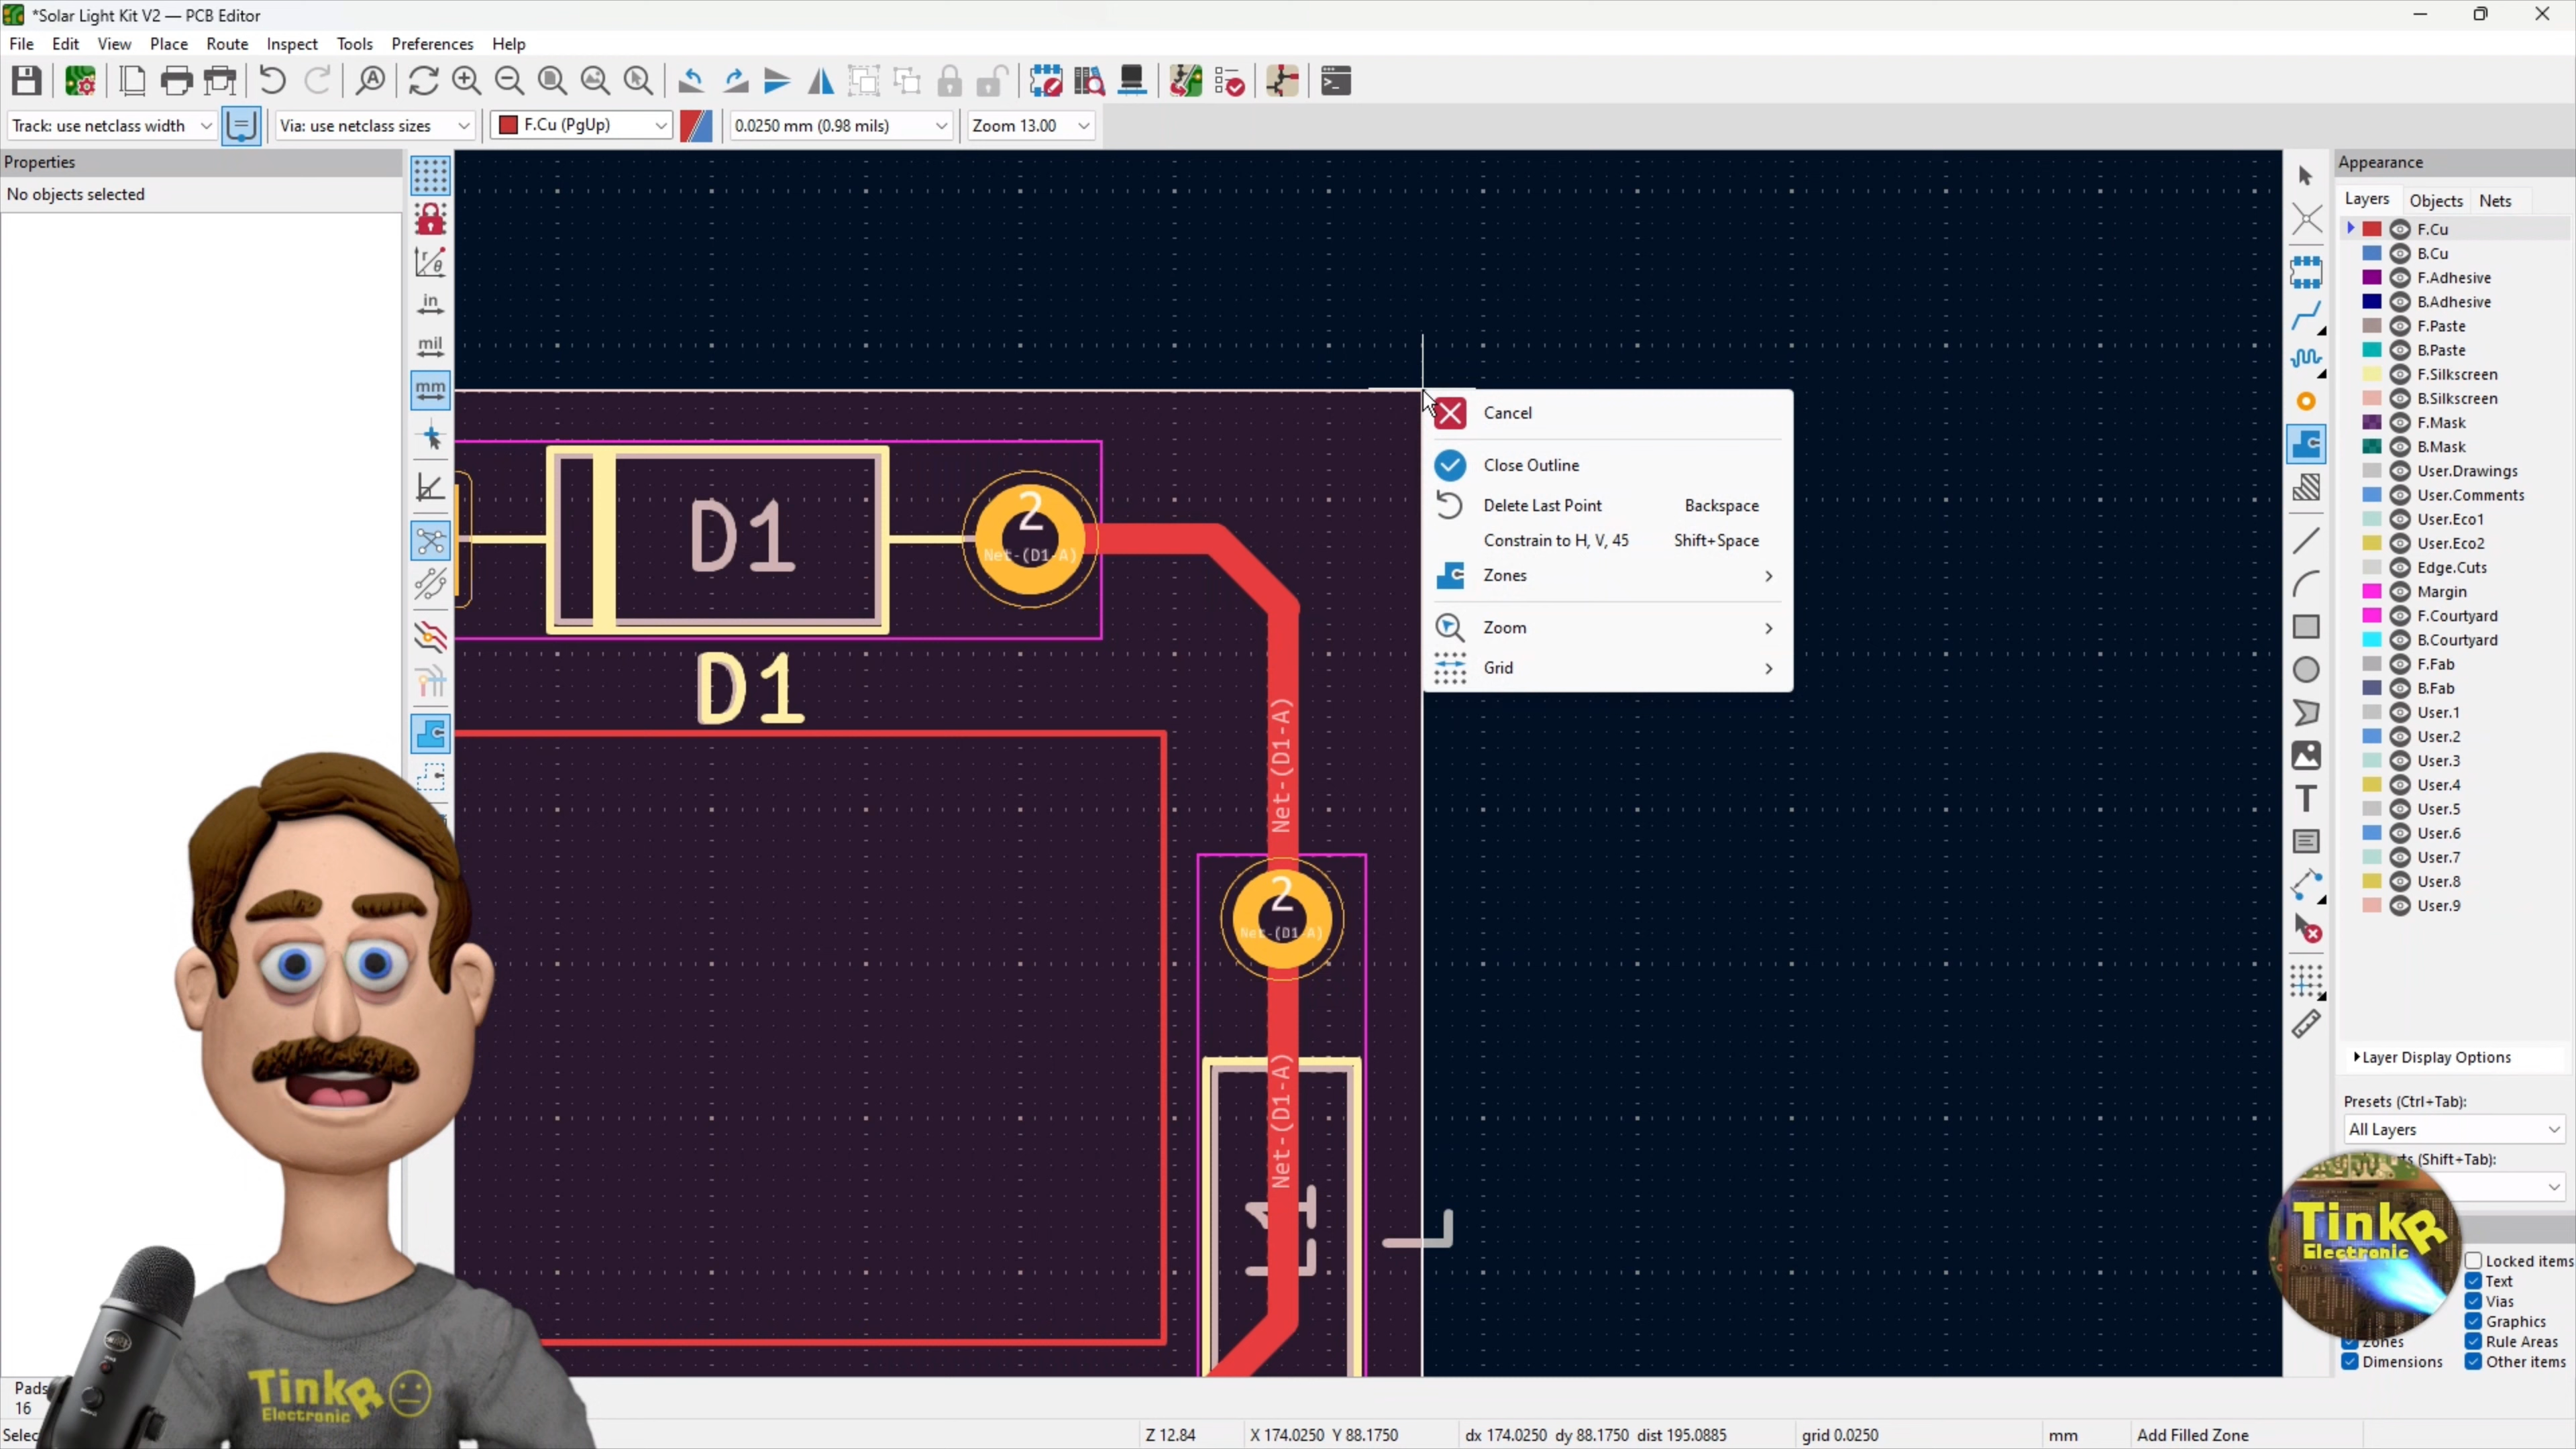 *Solar Light Kit V2 — PCB Editor
File Edit View Place Route Inspect Tools Preferences Help
Track: use netclass width Via: use netclass sizes F.Cu (PgUp) 0.0250 mm (0.98 mils) Zoom 13.00
Properties
No objects selected
in
mil
mm
D1
2
Net-(D1-A)
D1
Net-(D1-A)
2
Net-(D1-A)
Net-(D1-A)
L1
Cancel
Close Outline
Delete Last Point Backspace
Constrain to H, V, 45 Shift+Space
Zones
Zoom
Grid
Appearance
Layers Objects Nets
F.Cu
B.Cu
F.Adhesive
B.Adhesive
F.Paste
B.Paste
F.Silkscreen
B.Silkscreen
F.Mask
B.Mask
User.Drawings
User.Comments
User.Eco1
User.Eco2
Edge.Cuts
Margin
F.Courtyard
B.Courtyard
F.Fab
B.Fab
User.1
User.2
User.3
User.4
User.5
User.6
User.7
User.8
User.9
Layer Display Options
Presets (Ctrl+Tab):
All Layers
(Shift+Tab):
TinkR
Electronic
Locked items
Text
Vias
Graphics
Zones Rule Areas
Dimensions Other items
TinkR
Electronic
Pads
16
Z 12.84 X 174.0250 Y 88.1750 dx 174.0250 dy 88.1750 dist 195.0885 grid 0.0250 mm Add Filled Zone